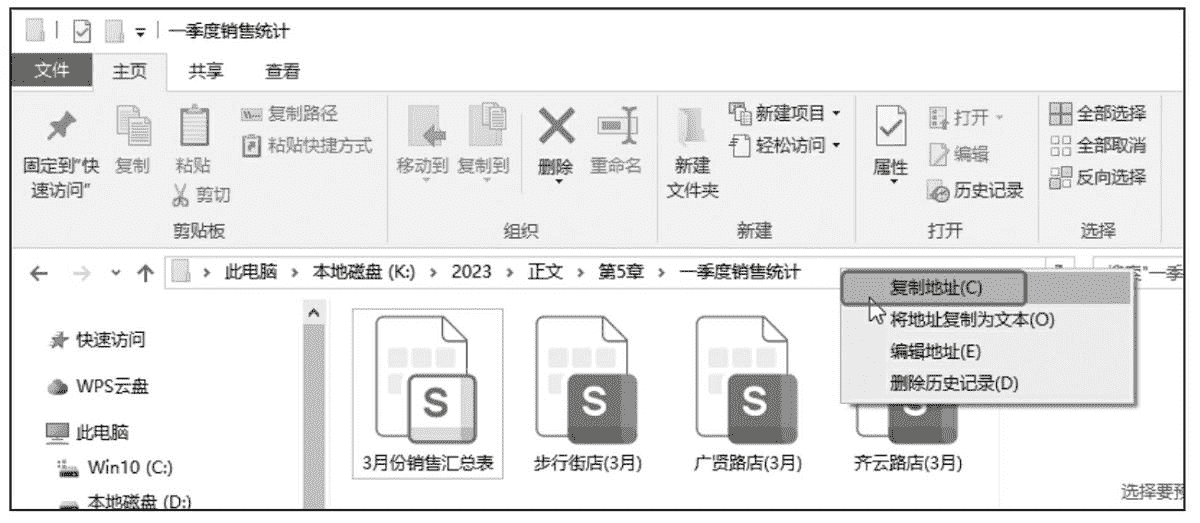 一季度销售统计
文件 主页 共享 查看
固定到"快速访问"
复制
粘贴
复制路径
粘贴快捷方式
剪切
剪贴板
移动到
复制到
删除
重命名
组织
新建文件夹
新建项目
轻松访问
新建
属性
打开
编辑
历史记录
打开
全部选择
全部取消
反向选择
选择
此电脑 本地磁盘 (K:) 2023 正文 第5章 一季度销售统计
复制地址(C)
将地址复制为文本(O)
编辑地址(E)
删除历史记录(D)
快速访问
WPS云盘
此电脑
Win10 (C:)
本地磁盘 (D:)
3月份销售汇总表
步行街店(3月)
广贤路店(3月)
齐云路店(3月)
选择要预